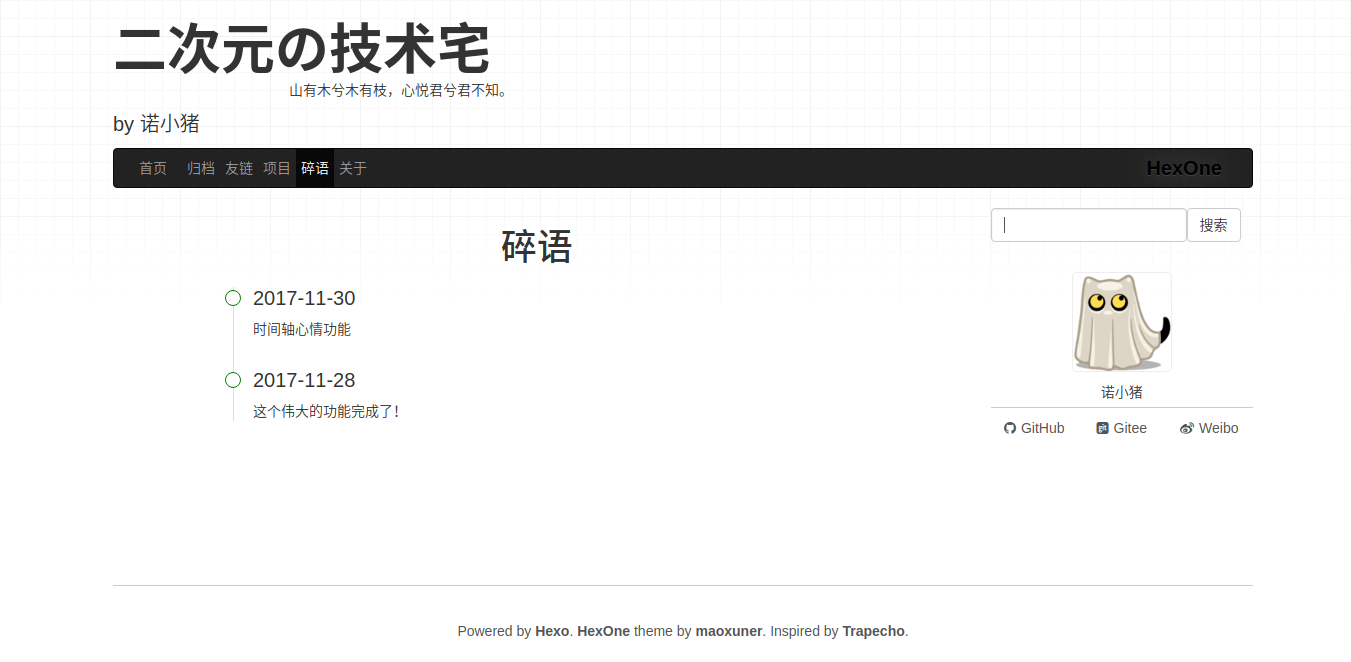 二次元の技术宅
山有木兮木有枝，心悦君兮君不知。
by 诺小猪
首页 归档 友链 项目 碎语 关于 HexOne
搜索
碎语
2017-11-30
时间轴心情功能
2017-11-28
这个伟大的功能完成了!
诺小猪
GitHub Gitee Weibo
Powered by Hexo. HexOne theme by maoxuner. Inspired by Trapecho.